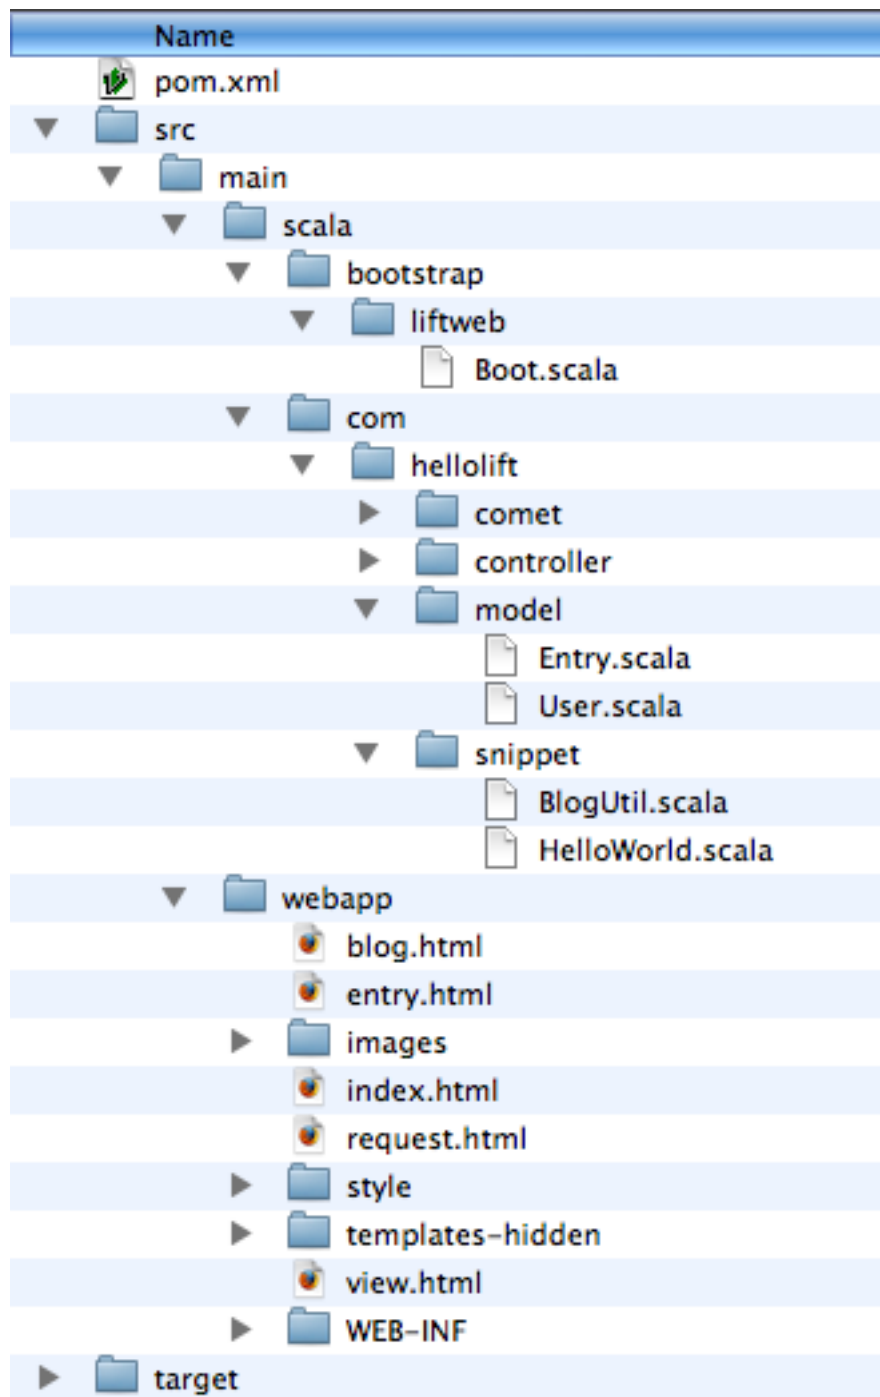 Name
pom.xml
src
main
scala
bootstrap
liftweb
Boot.scala
com
hellolift
comet
controller
model
Entry.scala
User.scala
snippet
BlogUtil.scala
HelloWorld.scala
webapp
blog.html
entry.html
images
index.html
request.html
style
templates-hidden
view.html
WEB-INF
target